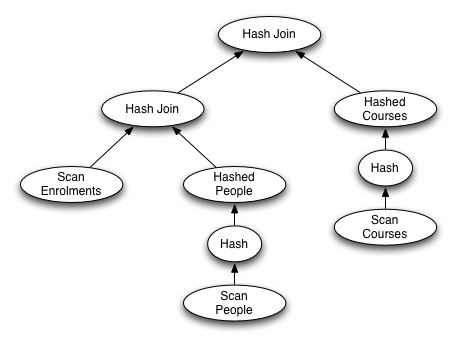 Hash Join
Hash Join
Hashed
Courses
Scan
Enrolments
Hashed
People
Hash
Hash
Scan
Courses
Scan
People